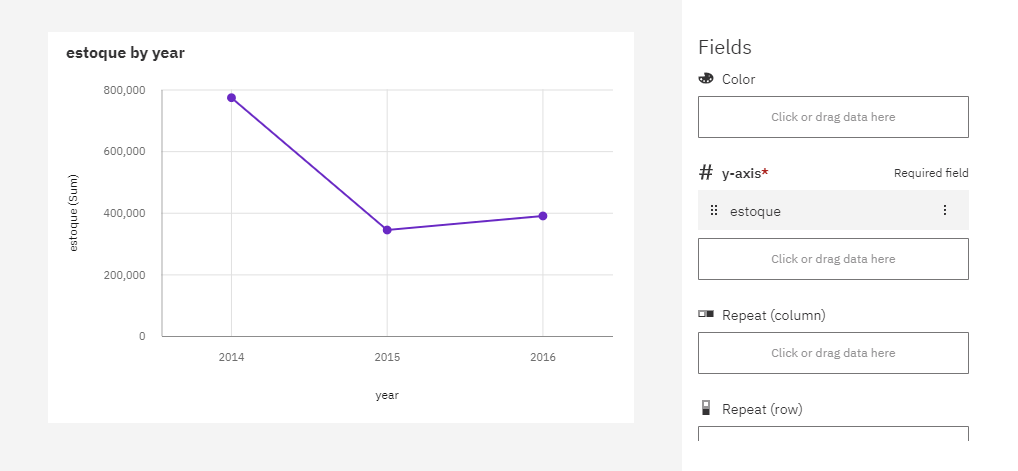 estoque by year
800,000
600,000
400,000
200,000
0
estoque (Sum)
2014 2015 2016
year
Fields
Color
Click or drag data here
# y-axis* Required field
estoque
Click or drag data here
Repeat (column)
Click or drag data here
Repeat (row)